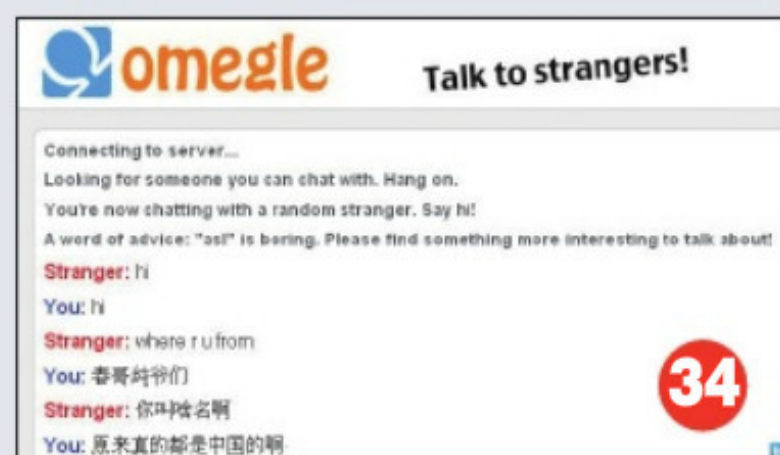 omegle
Talk to strangers!
Connecting to server...
Looking for someone you can chat with. Hang on.
You're now chatting with a random stranger. Say hi!
A word of advice: "asl" is boring. Please find something more interesting to talk about!
Stranger: hi
You: hi
Stranger: where r u from
You: 春哥纯爷们
Stranger: 你叫啥名啊
34
You: 原来真的都是中国的啊